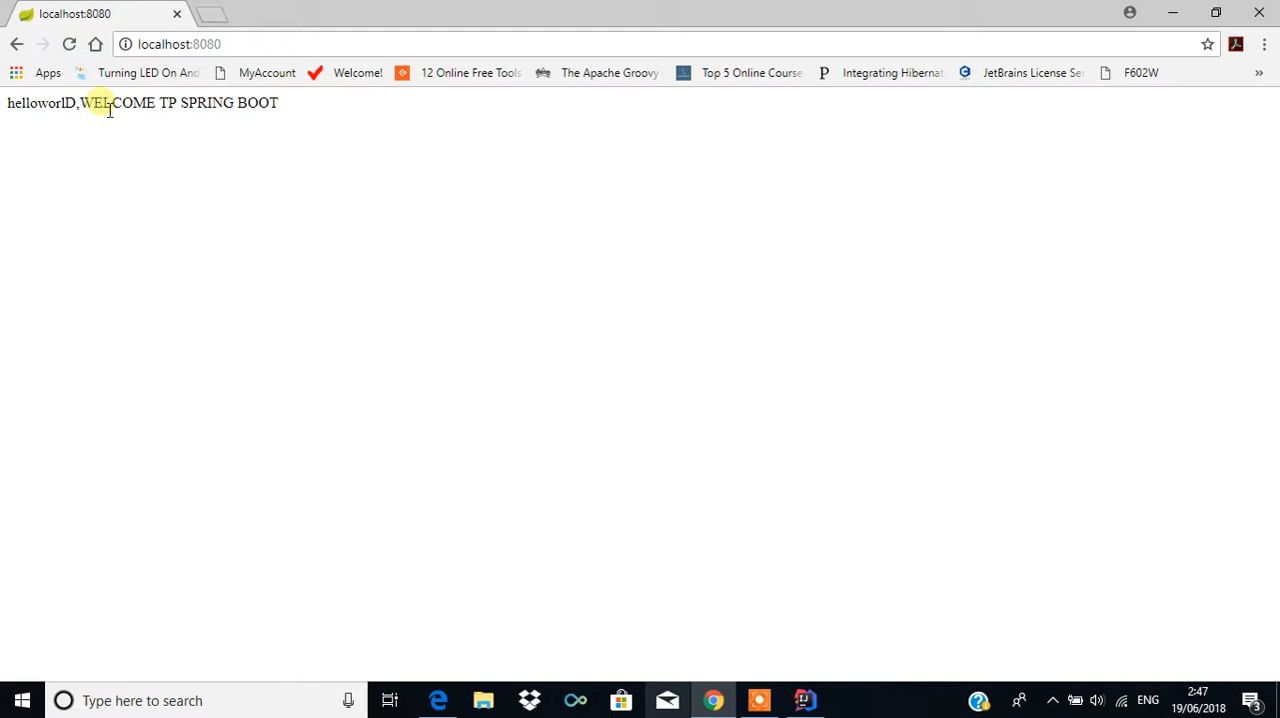 localhost:8080
localhost:8080
Apps Turning LED On And MyAccount Welcome! 12 Online Free Tools The Apache Groovy Top 5 Online Course Integrating Hibernat JetBrains License Ser F602W »
helloworlD,WELCOME TP SPRING BOOT
Type here to search
ENG
2:47
19/06/2018
3